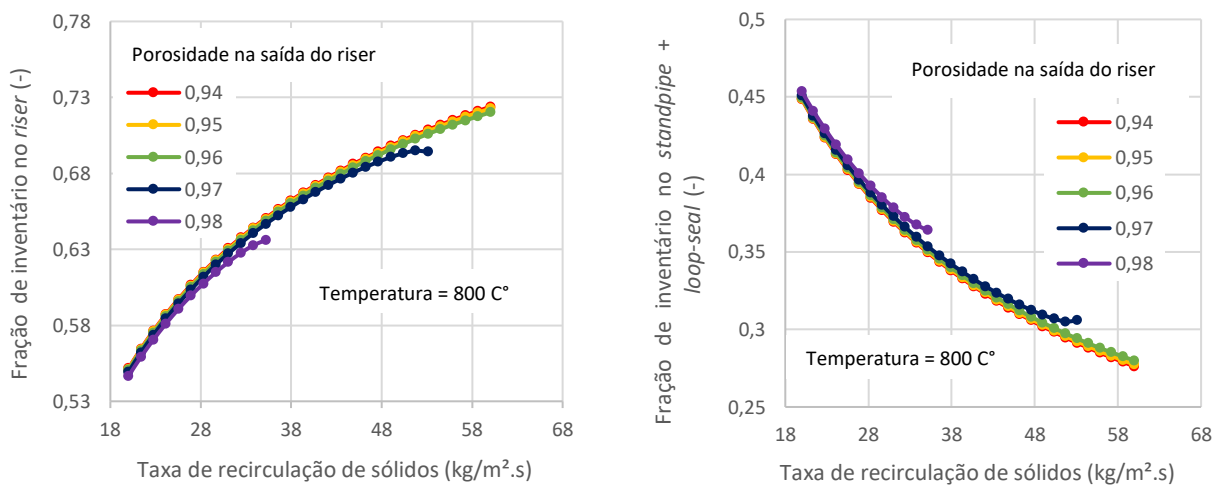 Fração de inventário no riser (-)
0,78
0,73
0,68
0,63
0,58
0,53
Porosidade na saída do riser
0,94
0,95
0,96
0,97
0,98
Temperatura = 800 C°
18 28 38 48 58 68
Taxa de recirculação de sólidos (kg/m².s)
Fração de inventário no standpipe +
loop-seal (-)
0,5
0,45
0,4
0,35
0,3
0,25
Porosidade na saída do riser
0,94
0,95
0,96
0,97
0,98
Temperatura = 800 C°
18 28 38 48 58 68
Taxa de recirculação de sólidos (kg/m².s)